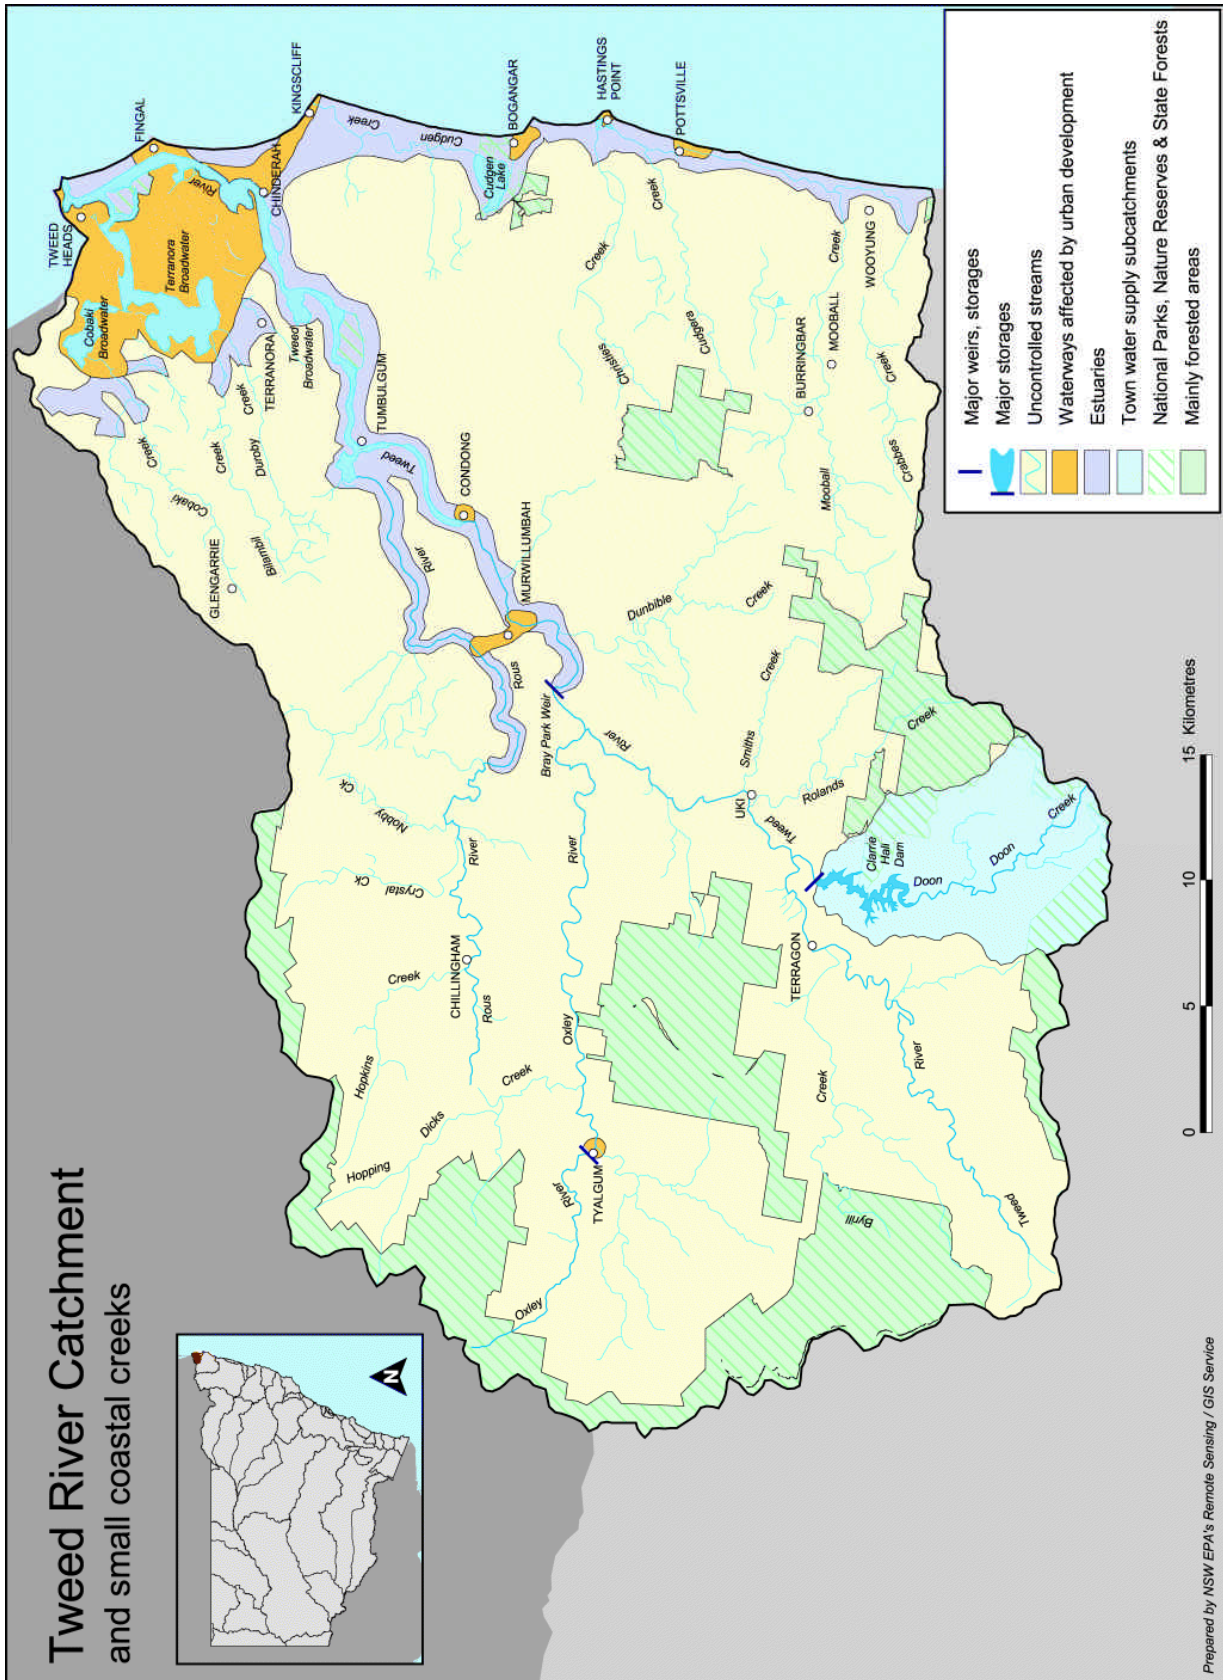 Tweed River Catchment
and small coastal creeks
N
TWEED
HEADS
FINGAL
KINGSCLIFF
CHINDERAH
River
Cobaki
Broadwater
Terranora
Broadwater
TERRANORA
Tweed
Broadwater
TUMBULGUM
Creek
Cudgen
Cudgen
Lake
BOGANGAR
HASTINGS
POINT
POTTSVILLE
Creek
Cobaki
Creek
Bilambil
Creek
Duroby
GLENGARRIE
Tweed
CONDONG
River
MURWILLUMBAH
Rous
Bray Park Weir
Creek
Christies
Creek
Cudgera
Creek
Mooball
BURRINGBAR
MOOBALL
WOOYUNG
Creek
Crabbes
Dunbible
Creek
Creek
Smiths
Creek
Rolands
River
UKI
Tweed
Nobby
Ck
Crystal
Ck
River
River
CHILLINGHAM
Rous
Creek
Hopkins
Creek
Dicks
Hopping
Oxley
TYALGUM
River
Oxley
TERRAGON
Clarrie
Hall
Dam
Doon
Doon
Creek
Creek
Byrill
River
Tweed
Major weirs, storages
Major storages
Uncontrolled streams
Waterways affected by urban development
Estuaries
Town water supply subcatchments
National Parks, Nature Reserves & State Forests
Mainly forested areas
0 5 10 15 Kilometres
Prepared by NSW EPA's Remote Sensing / GIS Service